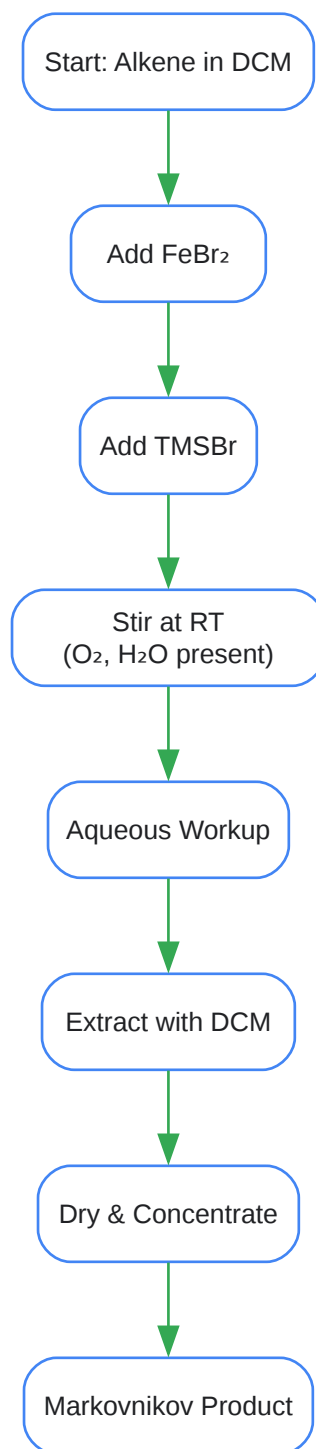 Start: Alkene in DCM
Add FeBr₂
Add TMSBr
Stir at RT
(O₂, H₂O present)
Aqueous Workup
Extract with DCM
Dry & Concentrate
Markovnikov Product